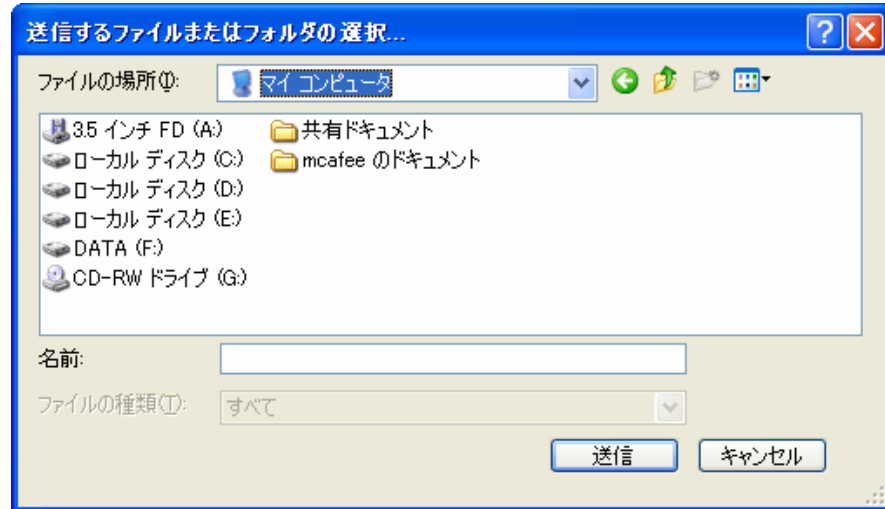 送信するファイルまたはフォルダの選択...
ファイルの場所(I): マイ コンピュータ
3.5 インチ FD (A:) 共有ドキュメント
ローカル ディスク (C:) mcafee のドキュメント
ローカル ディスク (D:)
ローカル ディスク (E:)
DATA (F:)
CD-RW ドライブ (G:)
名前:
ファイルの種類(T): すべて
送信 キャンセル